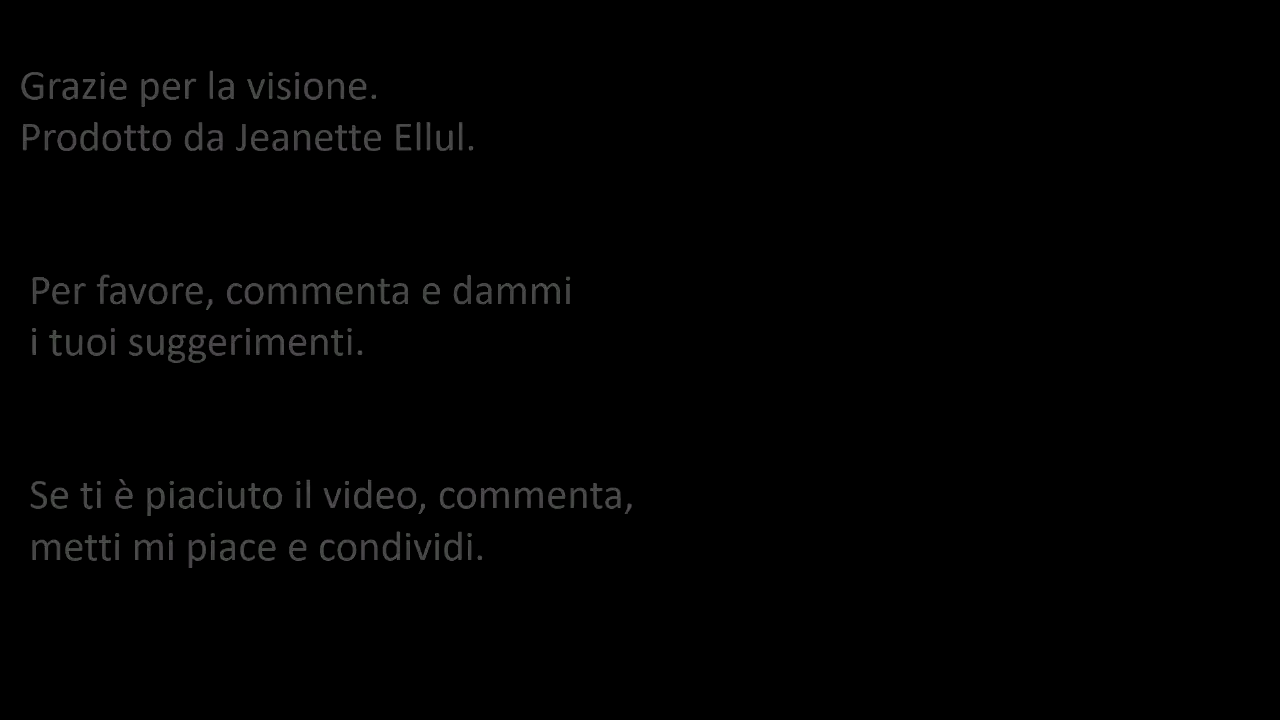 Grazie per la visione.
Prodotto da Jeanette Ellul.
Per favore, commenta e dammi
i tuoi suggerimenti.
Se ti è piaciuto il video, commenta,
metti mi piace e condividi.